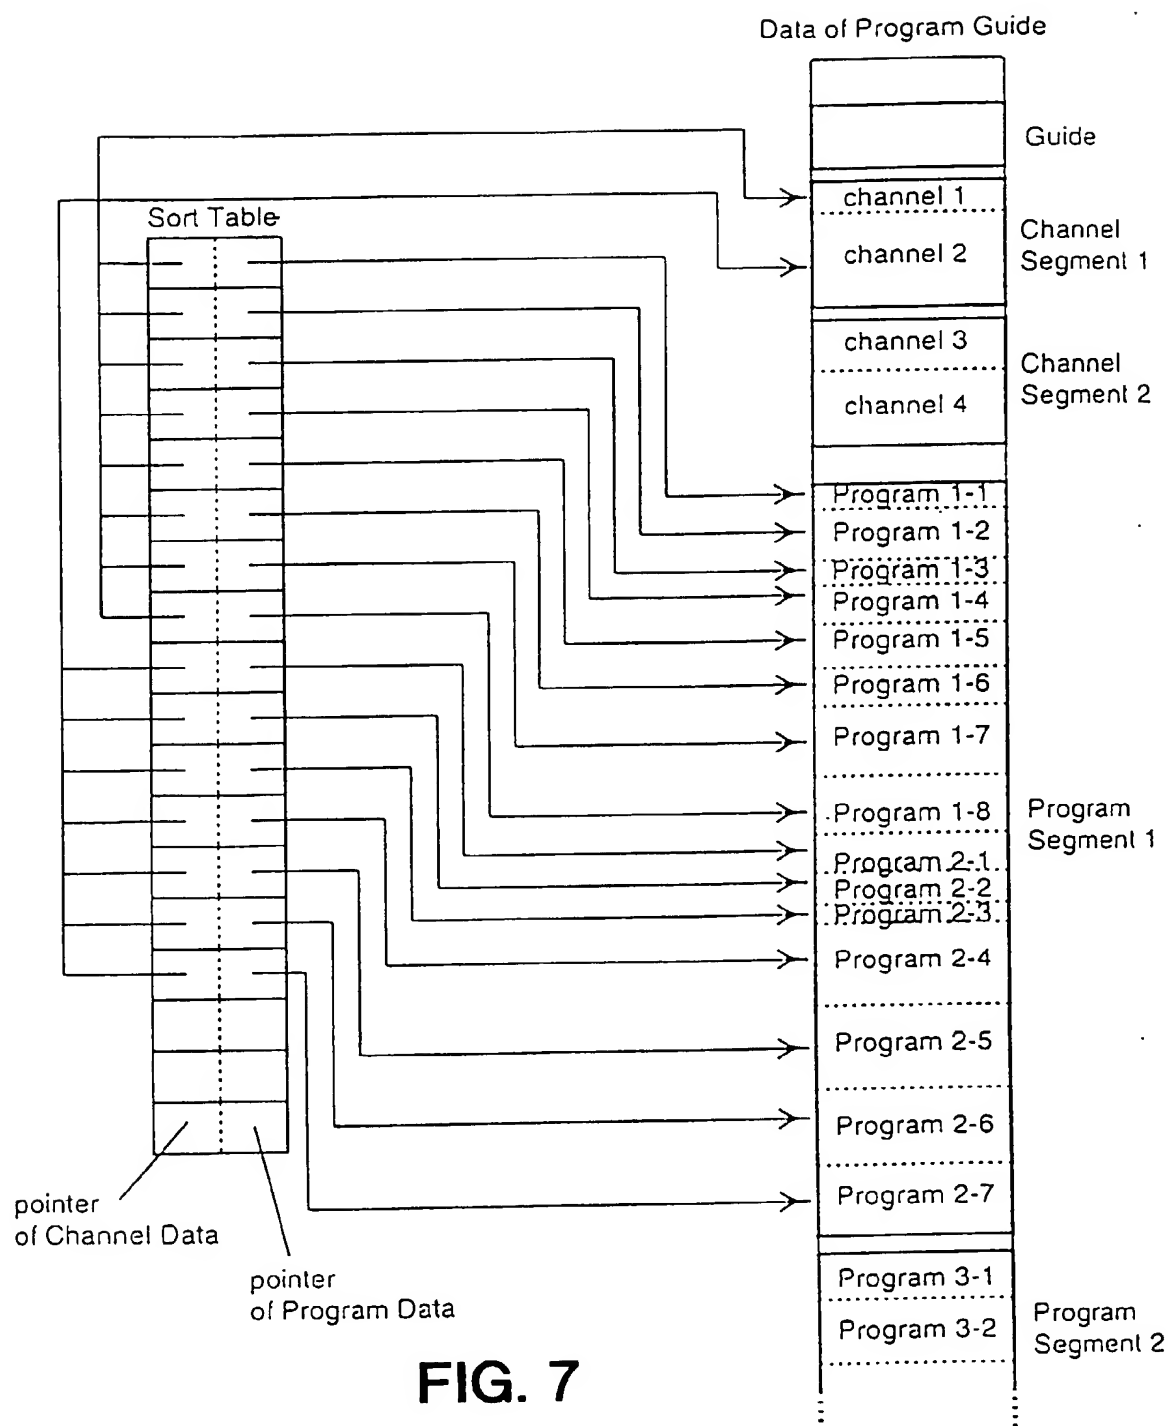 Data of Program Guide
Guide
channel 1
channel 2
Channel
Segment 1
channel 3
channel 4
Channel
Segment 2
Sort Table
Program 1-1
Program 1-2
Program 1-3
Program 1-4
Program 1-5
Program 1-6
Program 1-7
Program 1-8
Program 2-1
Program 2-2
Program 2-3
Program 2-4
Program 2-5
Program 2-6
Program 2-7
Program
Segment 1
Program 3-1
Program 3-2
Program
Segment 2
pointer
of Channel Data
pointer
of Program Data
FIG. 7